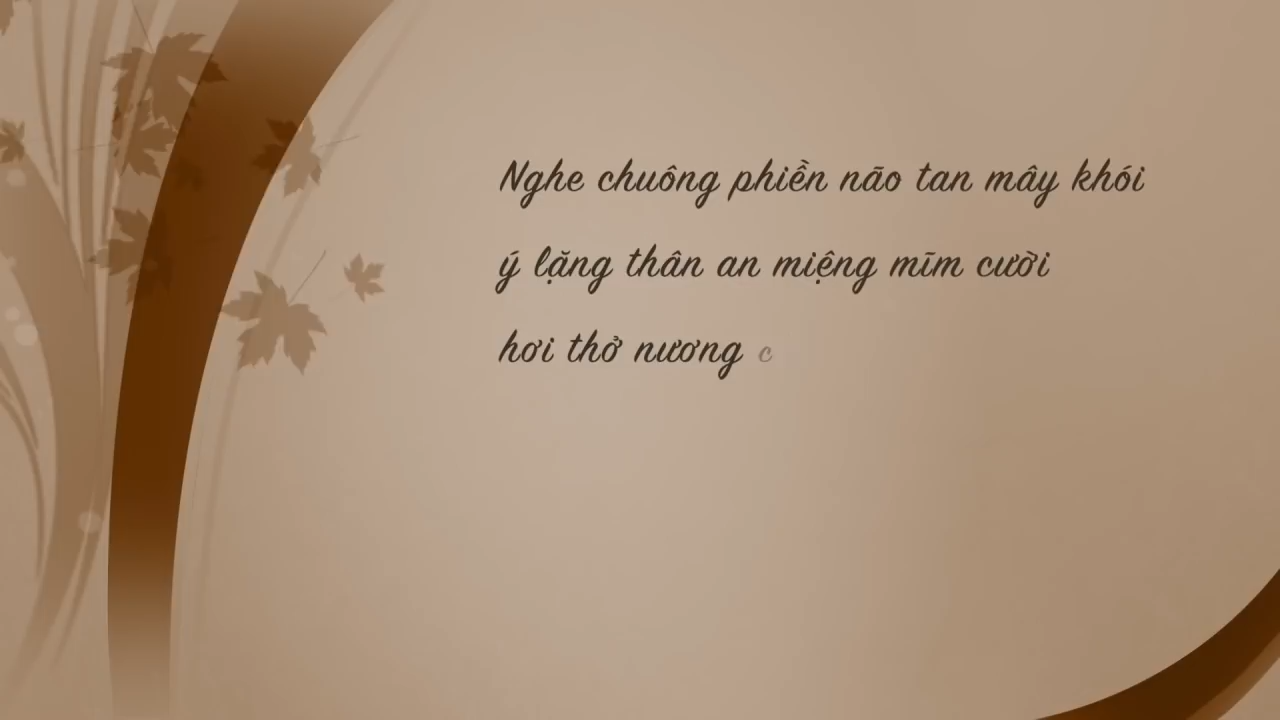 Nghe chuông phiền não tan mây khói
ý lặng thân an miệng mĩm cười
hơi thở nương c